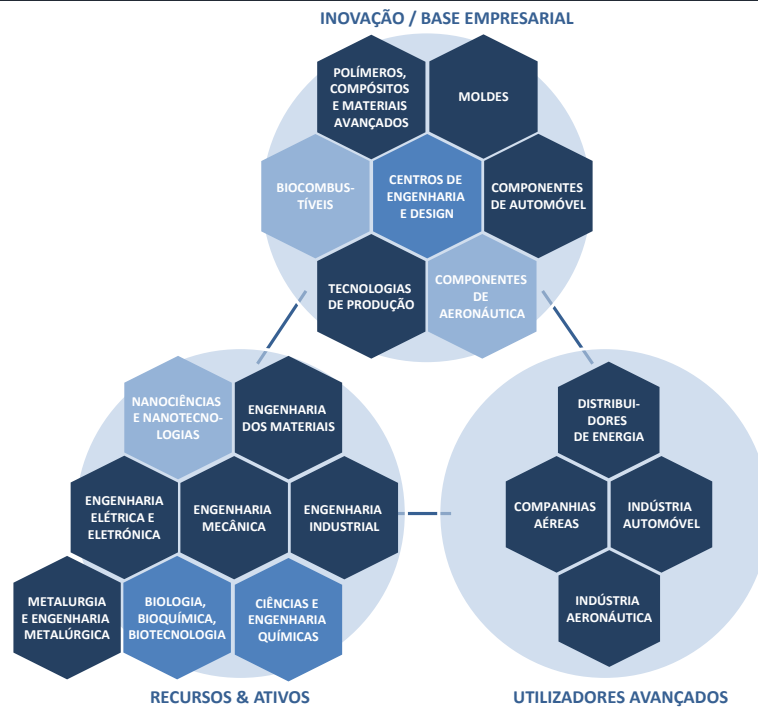 INOVAÇÃO / BASE EMPRESARIAL
POLÍMEROS,
COMPÓSITOS
E MATERIAIS
AVANÇADOS
MOLDES
BIOCOMBUS-
TÍVEIS
CENTROS DE
ENGENHARIA
E DESIGN
COMPONENTES
DE AUTOMÓVEL
TECNOLOGIAS
DE PRODUÇÃO
COMPONENTES
DE
AERONÁUTICA
NANOCIÊNCIAS
E NANOTECNO-
LOGIAS
ENGENHARIA
DOS MATERIAIS
ENGENHARIA
ELÉTRICA E
ELETRÓNICA
ENGENHARIA
MECÂNICA
ENGENHARIA
INDUSTRIAL
METALURGIA
E ENGENHARIA
METALÚRGICA
BIOLOGIA,
BIOQUÍMICA,
BIOTECNOLOGIA
CIÊNCIAS E
ENGENHARIA
QUÍMICAS
RECURSOS & ATIVOS
DISTRIBUI-
DORES
DE ENERGIA
COMPANHIAS
AÉREAS
INDÚSTRIA
AUTOMÓVEL
INDÚSTRIA
AERONÁUTICA
UTILIZADORES AVANÇADOS